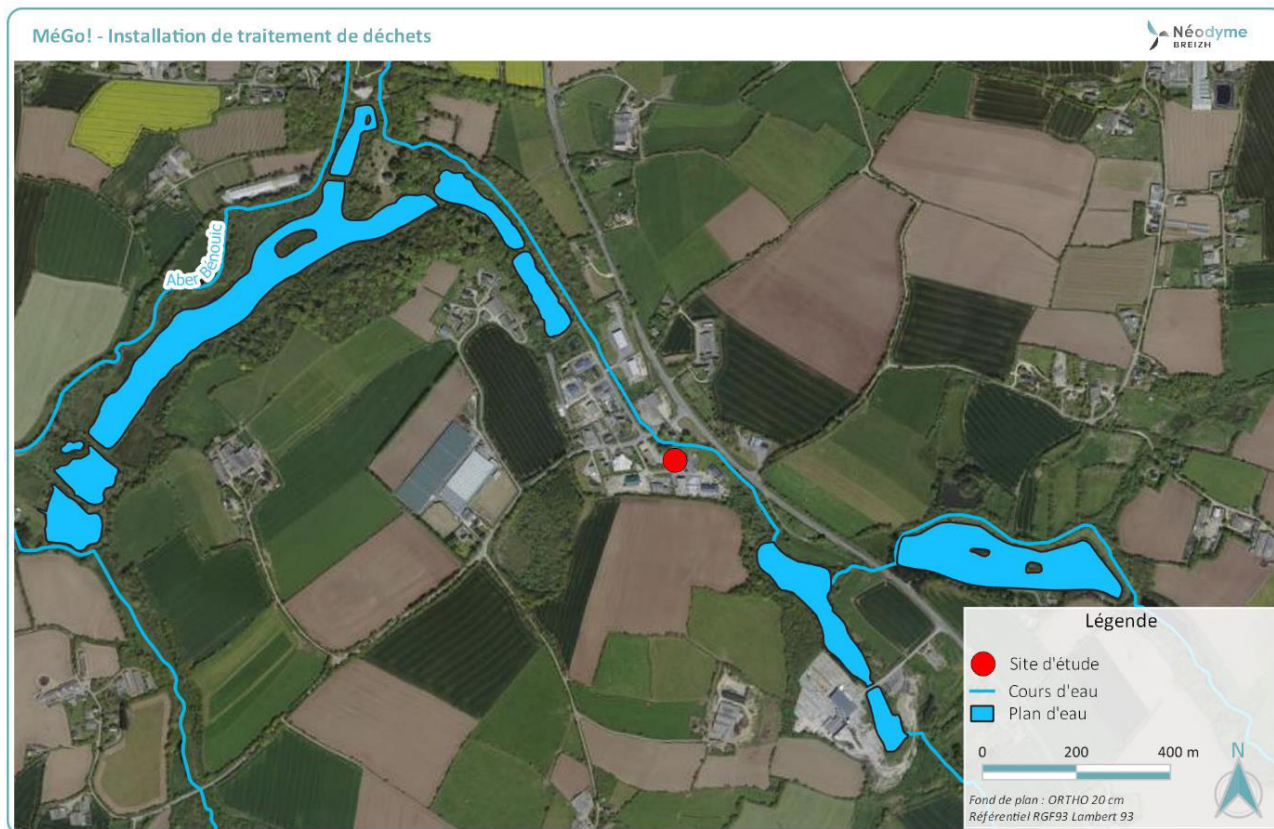 MéGo! - Installation de traitement de déchets
Néodyme
BREIZH
Aber Bénouic
Légende
Site d'étude
Cours d'eau
Plan d'eau
0 200 400 m
N
Fond de plan : ORTHO 20 cm
Référentiel RGF93 Lambert 93